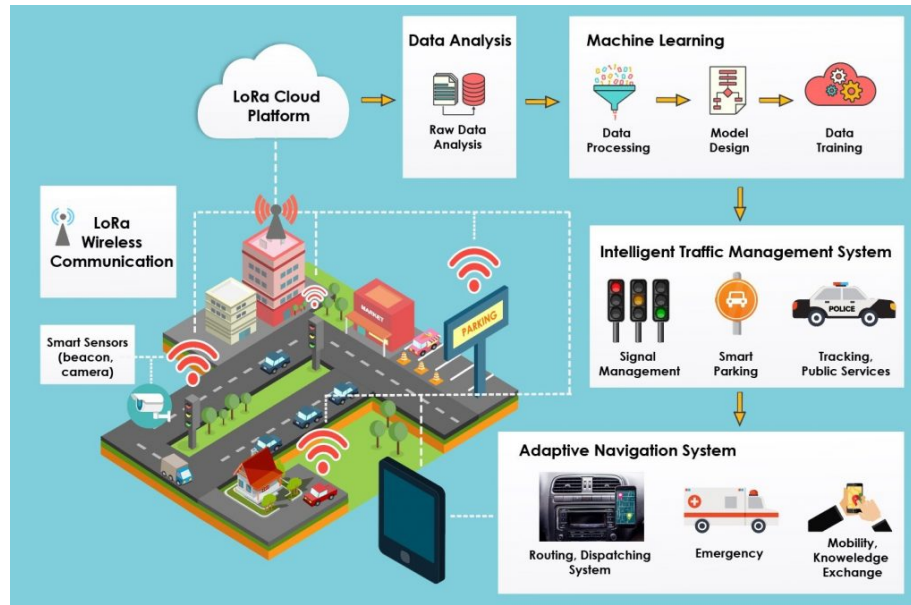 LoRa Cloud
Platform
Data Analysis
Raw Data
Analysis
Machine Learning
Data
Processing
Model
Design
Data
Training
LoRa
Wireless
Communication
Smart Sensors
(beacon,
camera)
MARKET
PARKING
Intelligent Traffic Management System
Signal
Management
Smart
Parking
POLICE
Tracking,
Public Services
Adaptive Navigation System
Routing, Dispatching
System
Emergency
Mobility,
Knoweledge
Exchange